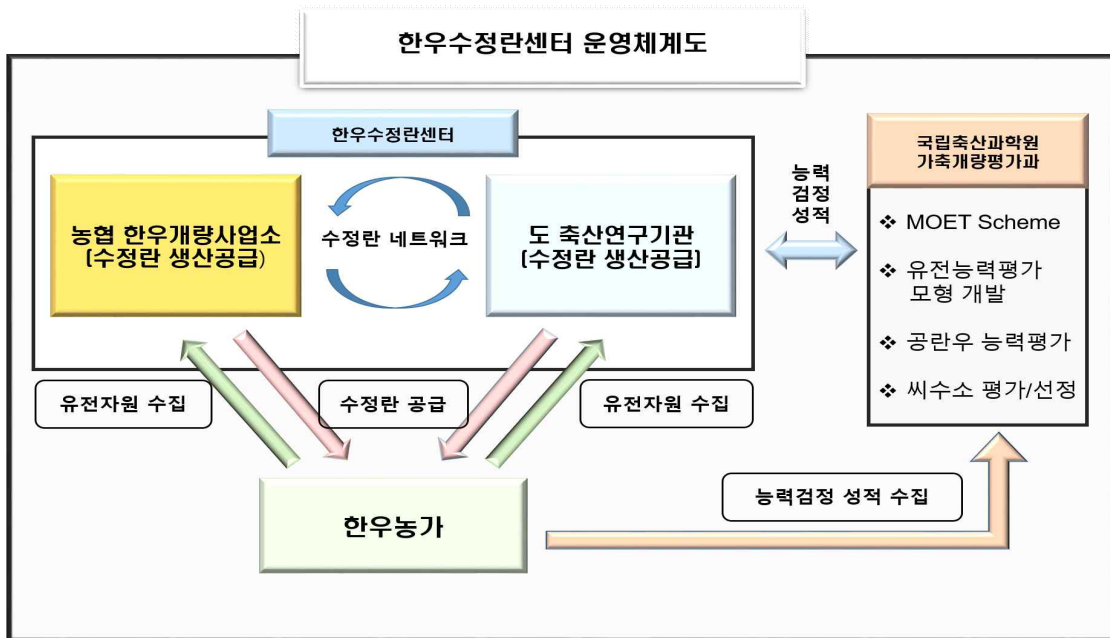 한우수정란센터 운영체계도
한우수정란센터
농협 한우개량사업소
(수정란 생산공급)
수정란 네트워크
도 축산연구기관
(수정란 생산공급)
능력
검정
성적
국립축산과학원
가축개량평가과
❖ MOET Scheme
❖ 유전능력평가
모형 개발
❖ 공란우 능력평가
❖ 씨수소 평가/선정
유전자원 수집
수정란 공급
유전자원 수집
한우농가
능력검정 성적 수집